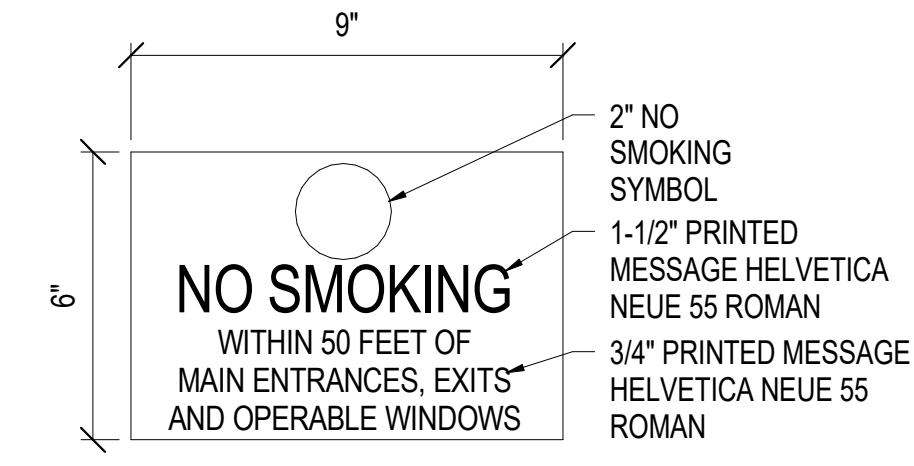 9"
2" NO
SMOKING
SYMBOL
1-1/2" PRINTED
MESSAGE HELVETICA
NEUE 55 ROMAN
3/4" PRINTED MESSAGE
HELVETICA NEUE 55
ROMAN
6"
NO SMOKING
WITHIN 50 FEET OF
MAIN ENTRANCES, EXITS
AND OPERABLE WINDOWS